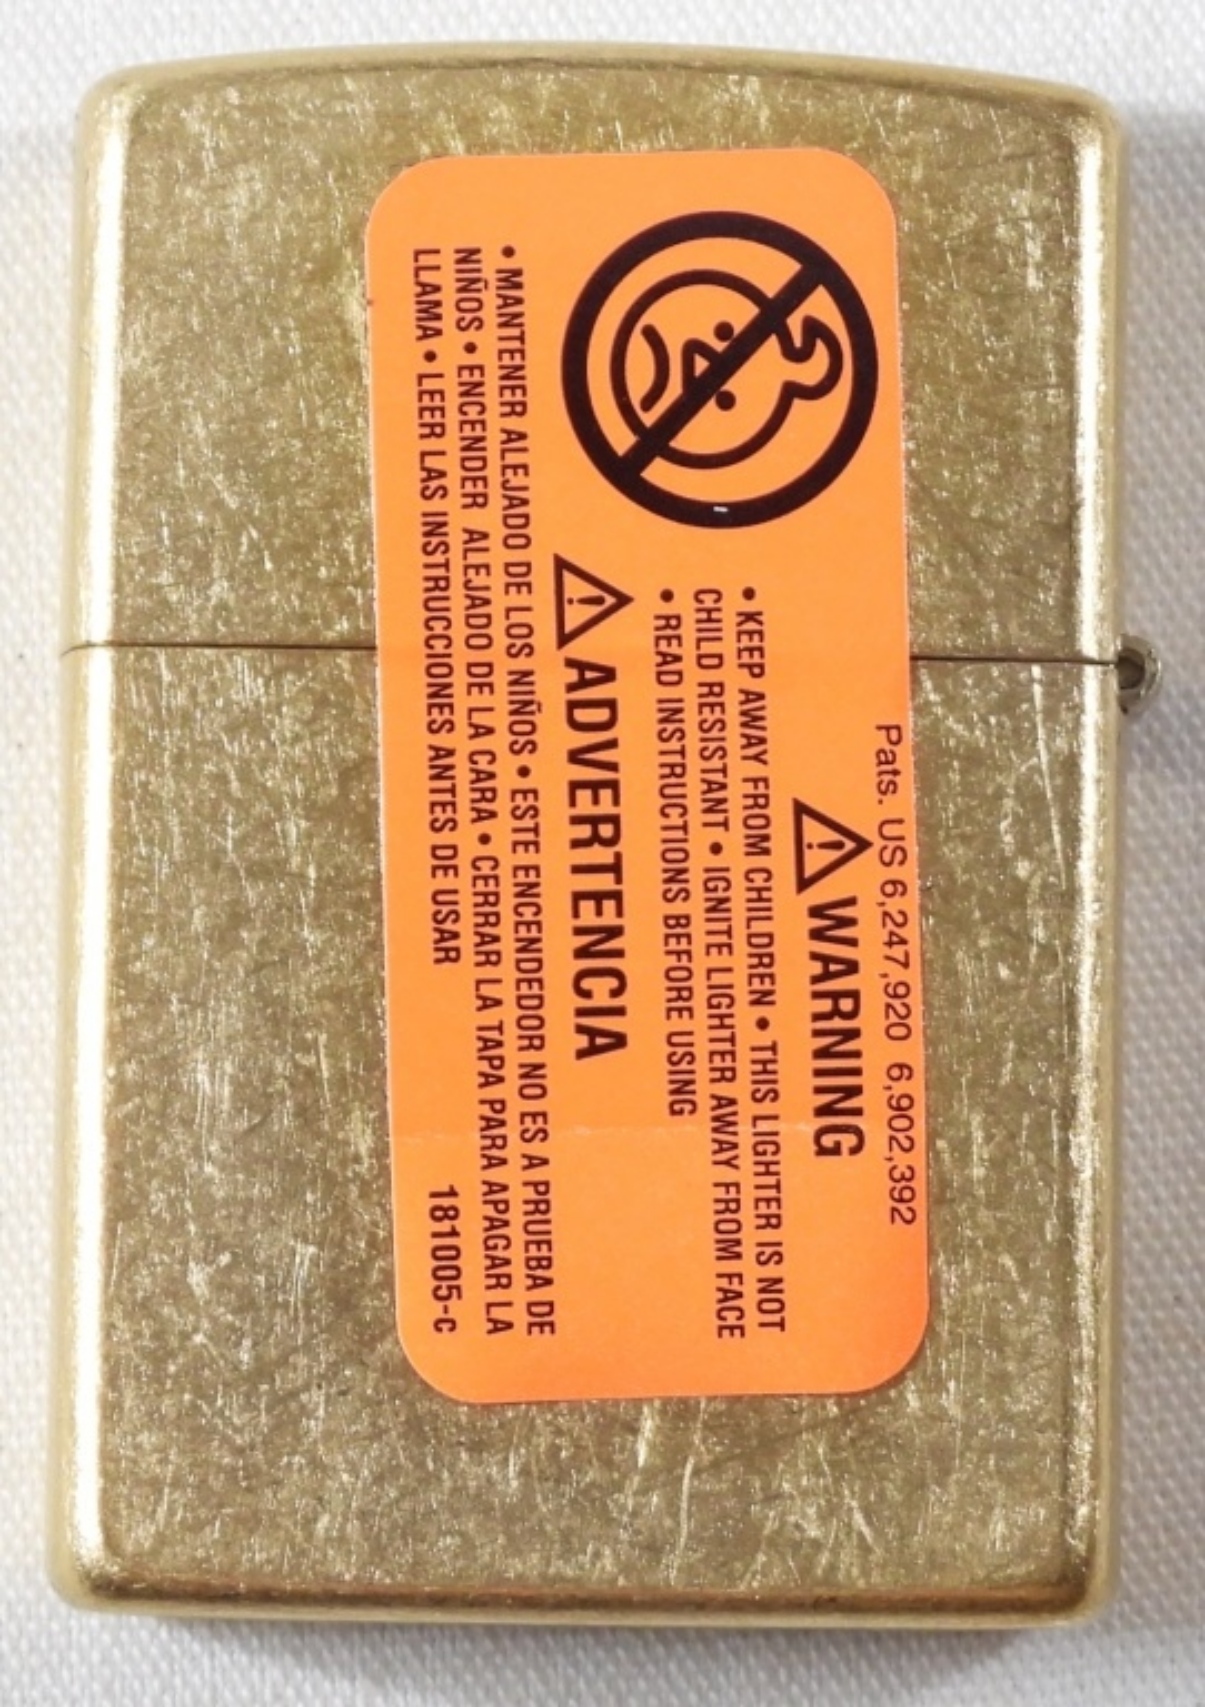 Pats. US 6,247,920 6,902,392
WARNING
• KEEP AWAY FROM CHILDREN • THIS LIGHTER IS NOT
CHILD RESISTANT • IGNITE LIGHTER AWAY FROM FACE
• READ INSTRUCTIONS BEFORE USING
ADVERTENCIA
• MANTENER ALEJADO DE LOS NIÑOS • ESTE ENCENDEDOR NO ES A PRUEBA DE
NIÑOS • ENCENDER ALEJADO DE LA CARA • CERRAR LA TAPA PARA APAGAR LA
LLAMA • LEER LAS INSTRUCCIONES ANTES DE USAR
181005-c